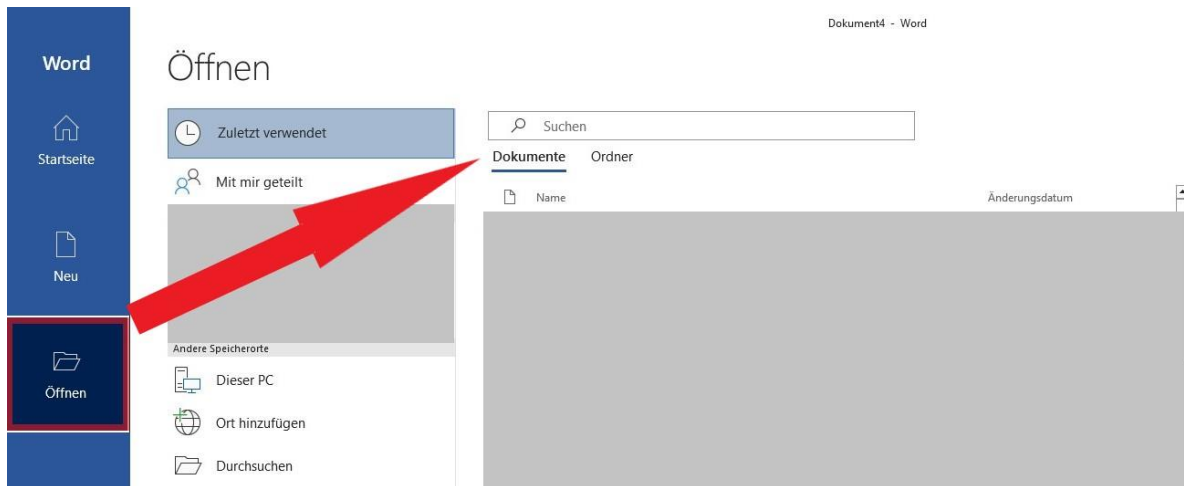 Dokument4 - Word
Word
Startseite
Neu
Öffnen
Öffnen
Zuletzt verwendet
Mit mir geteilt
Andere Speicherorte
Dieser PC
Ort hinzufügen
Durchsuchen
Suchen
Dokumente Ordner
Name Änderungsdatum